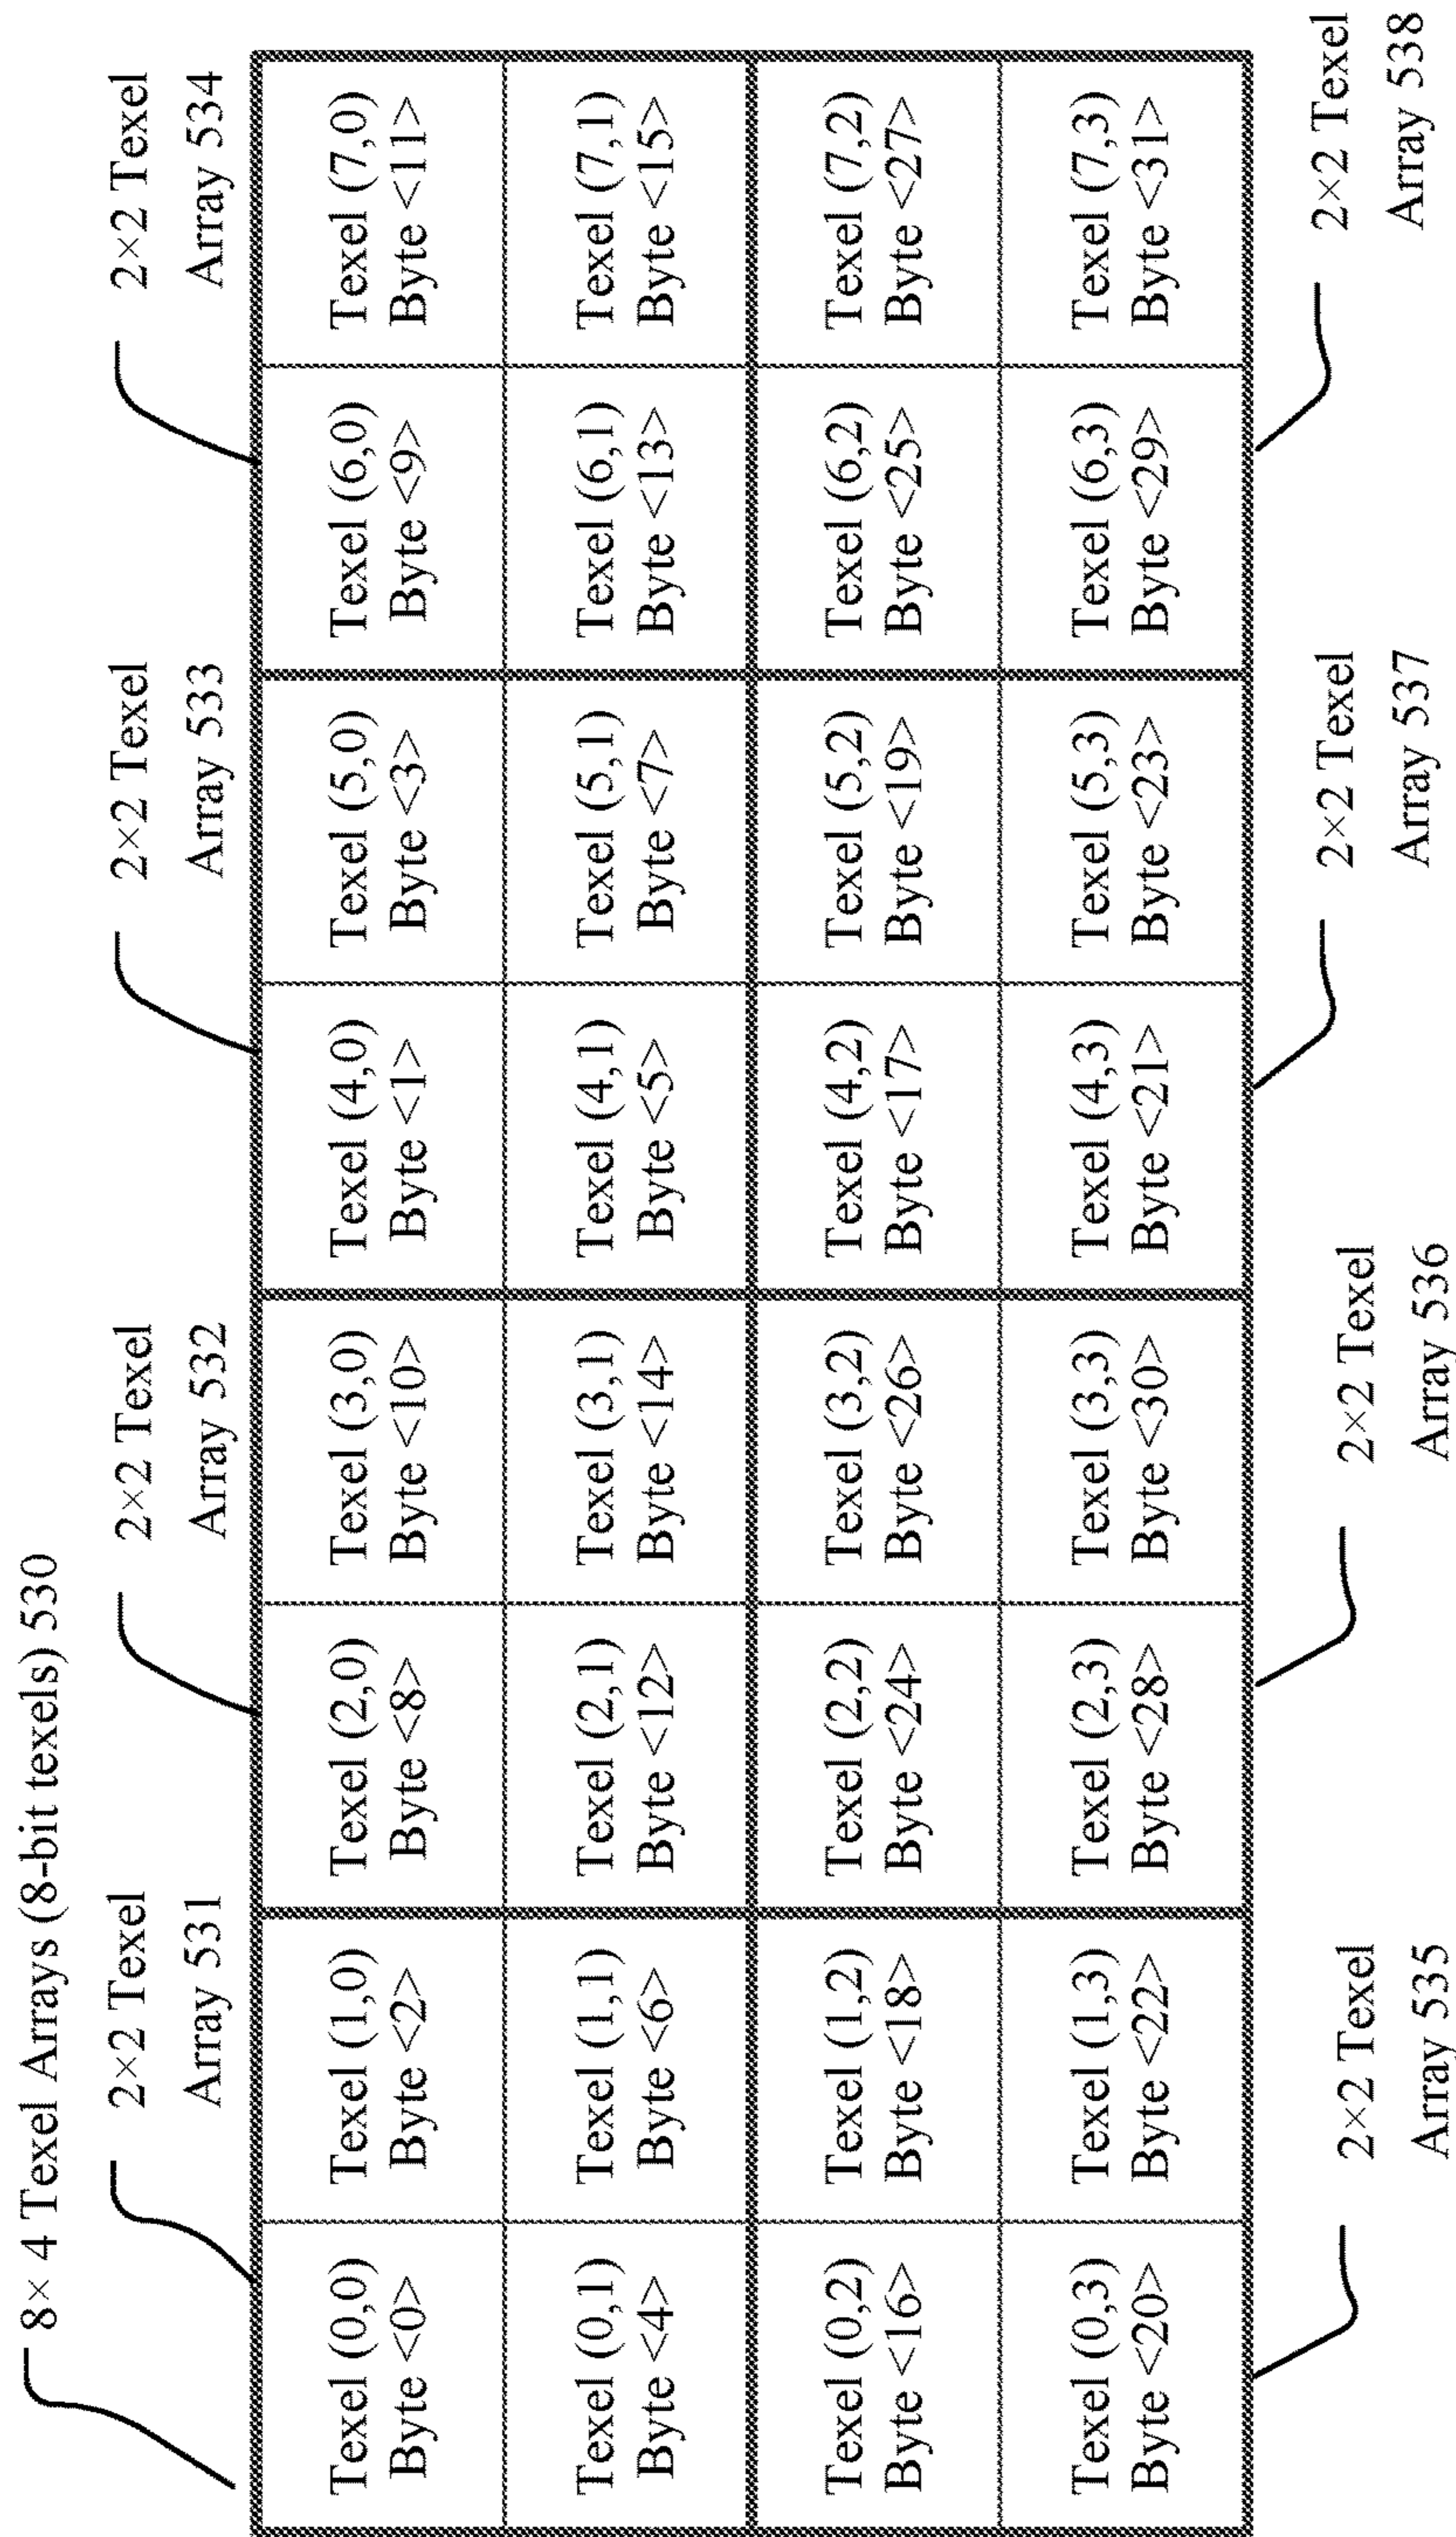 8× 4 Texel Arrays (8-bit texels) 530
2×2 Texel
Array 531
2×2 Texel
Array 532
2×2 Texel
Array 533
2×2 Texel
Array 534
Texel (0,0)
Byte <0>
Texel (1,0)
Byte <2>
Texel (2,0)
Byte <8>
Texel (3,0)
Byte <10>
Texel (4,0)
Byte <1>
Texel (5,0)
Byte <3>
Texel (6,0)
Byte <9>
Texel (7,0)
Byte <11>
Texel (0,1)
Byte <4>
Texel (1,1)
Byte <6>
Texel (2,1)
Byte <12>
Texel (3,1)
Byte <14>
Texel (4,1)
Byte <5>
Texel (5,1)
Byte <7>
Texel (6,1)
Byte <13>
Texel (7,1)
Byte <15>
Texel (0,2)
Byte <16>
Texel (1,2)
Byte <18>
Texel (2,2)
Byte <24>
Texel (3,2)
Byte <26>
Texel (4,2)
Byte <17>
Texel (5,2)
Byte <19>
Texel (6,2)
Byte <25>
Texel (7,2)
Byte <27>
Texel (0,3)
Byte <20>
Texel (1,3)
Byte <22>
Texel (2,3)
Byte <28>
Texel (3,3)
Byte <30>
Texel (4,3)
Byte <21>
Texel (5,3)
Byte <23>
Texel (6,3)
Byte <29>
Texel (7,3)
Byte <31>
2×2 Texel
Array 535
2×2 Texel
Array 536
2×2 Texel
Array 537
2×2 Texel
Array 538